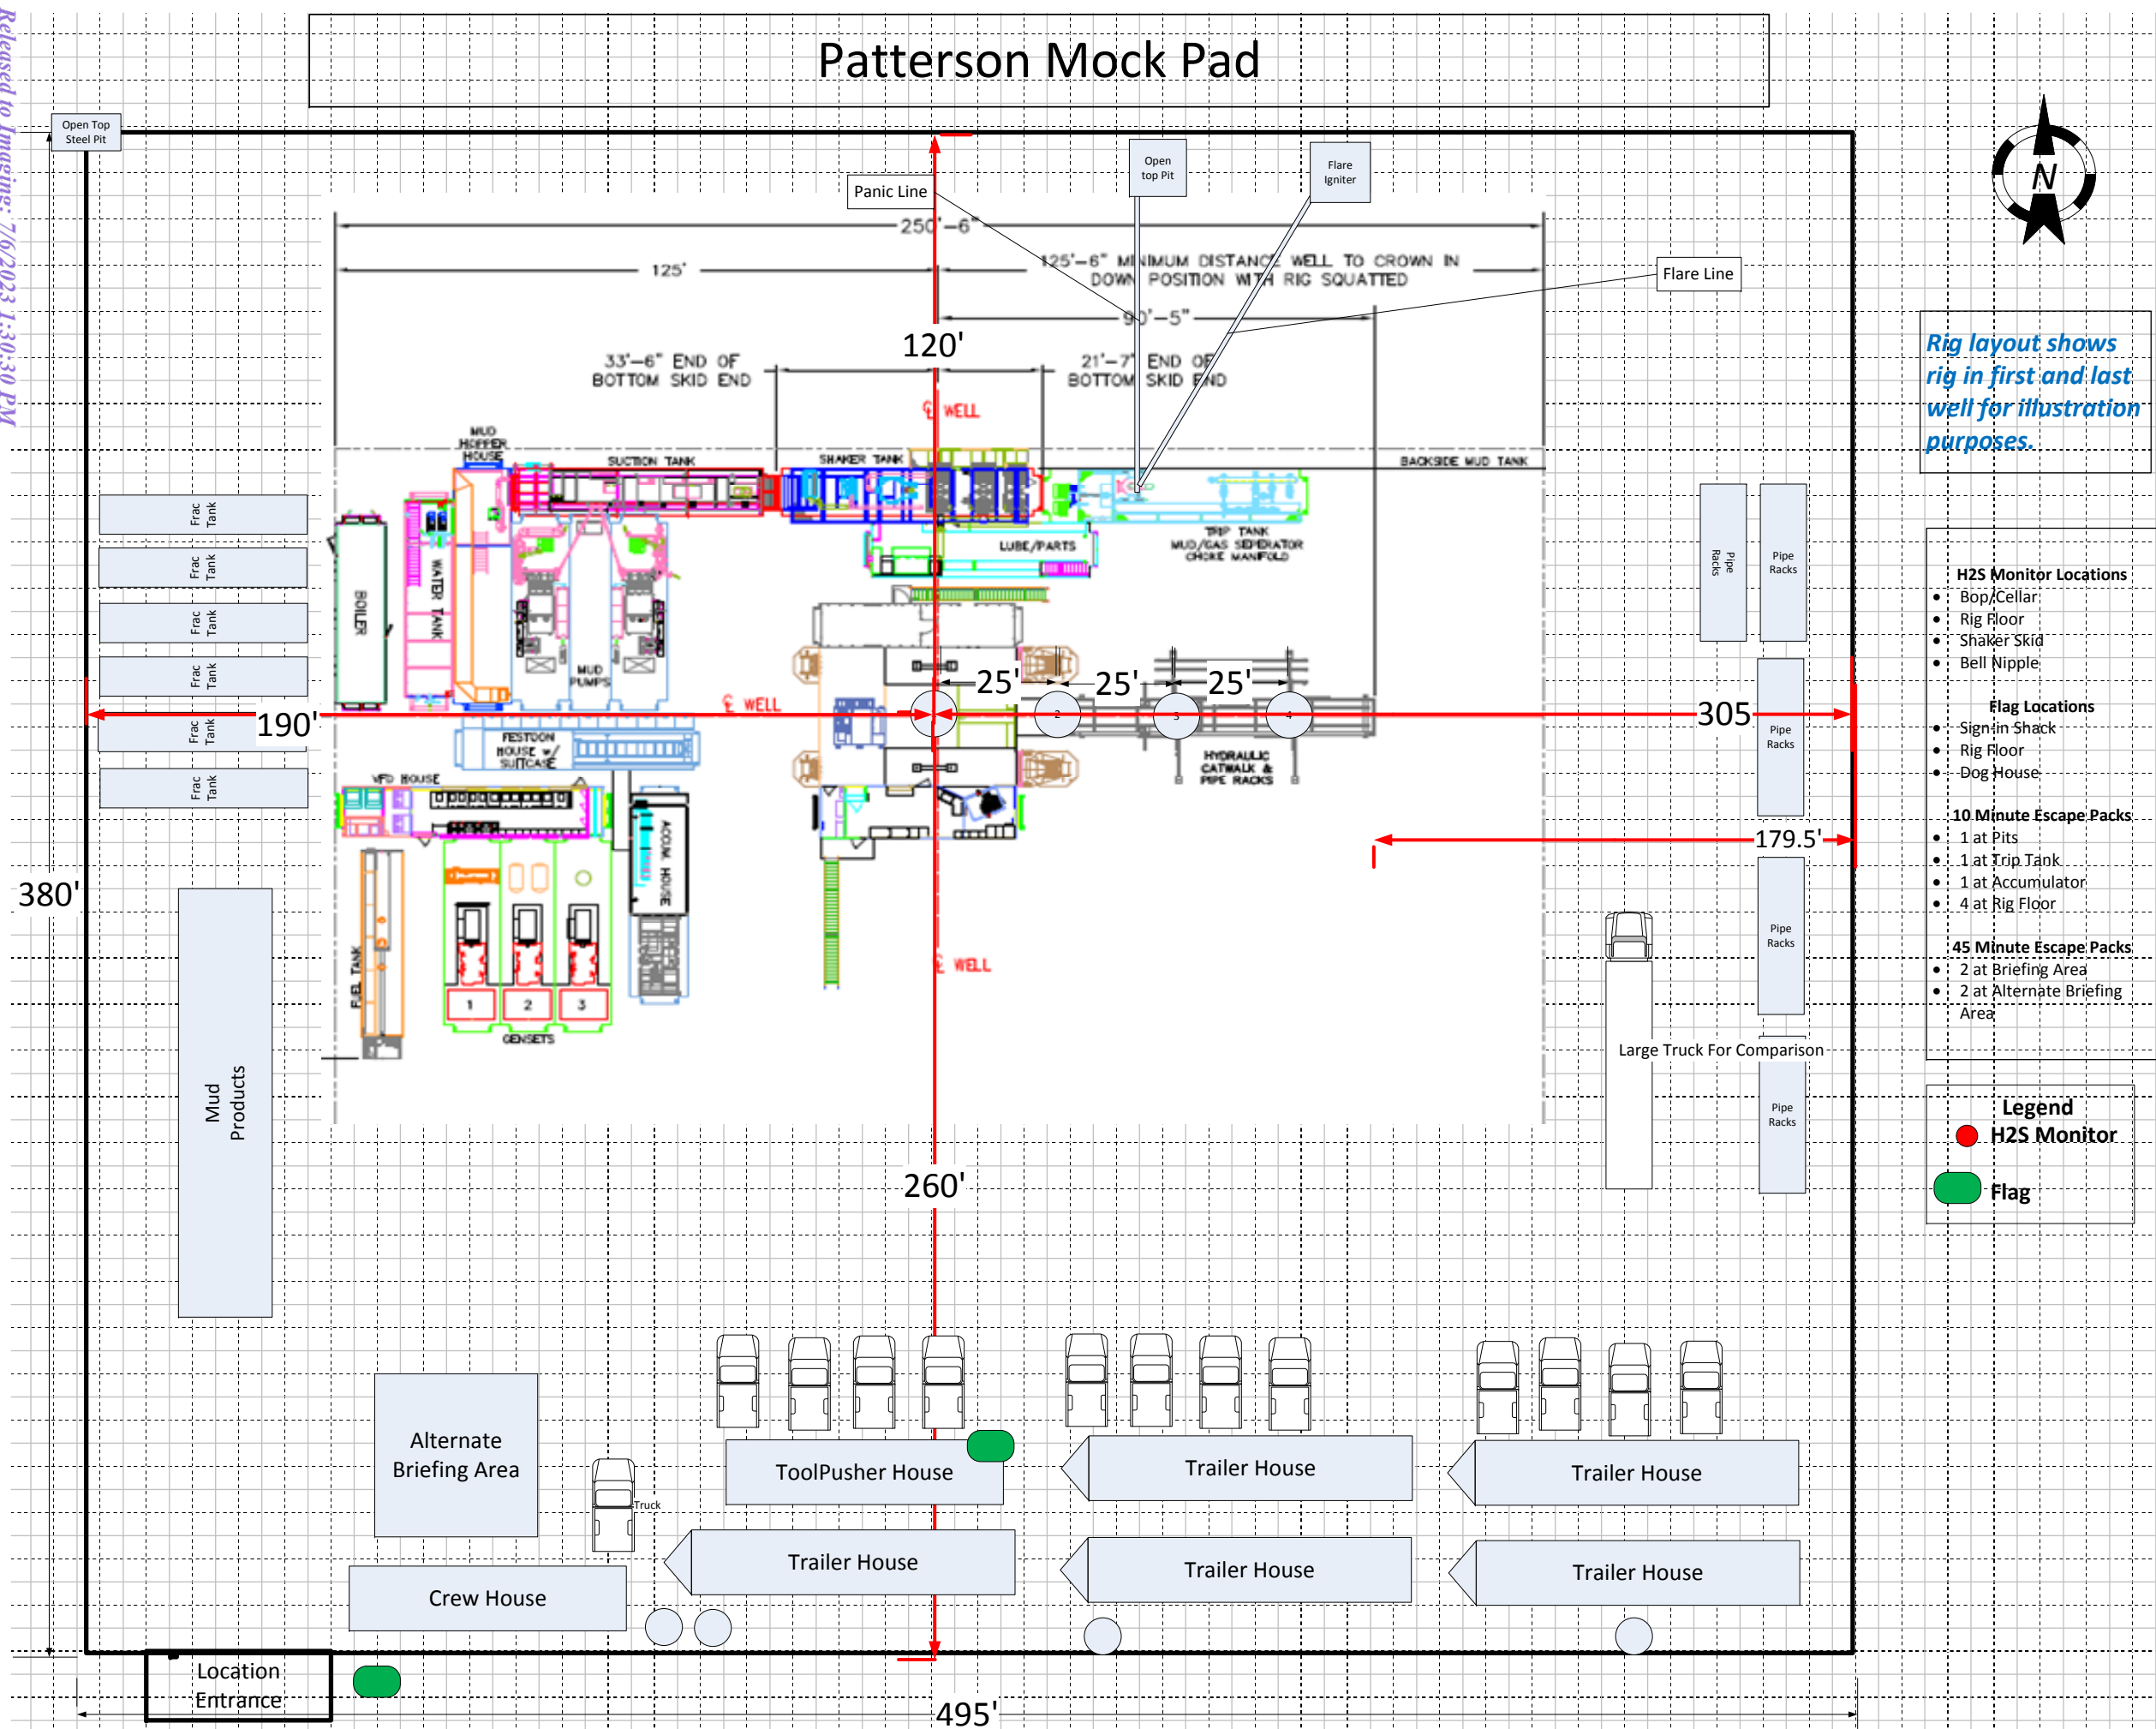 Released to Imaging: 7/6/2023 1:30:30 PM
Patterson Mock Pad
Open Top
Steel Pit
Open
top Pit
Flare
Igniter
Panic Line
N
250'-6"
125'
125'-6" MINIMUM DISTANCE WELL TO CROWN IN
DOWN POSITION WITH RIG SQUATTED
Flare Line
90'-5"
120'
33'-6" END OF
BOTTOM SKID END
21'-7" END OF
BOTTOM SKID END
Rig layout shows
rig in first and last
well for illustration
purposes.
℄ WELL
MUD
HOPPER
HOUSE
SUCTION TANK
SHAKER TANK
BACKSIDE MUD TANK
Frac
Tank
Frac
Tank
Frac
Tank
Frac
Tank
Frac
Tank
Frac
Tank
BOILER
WATER TANK
MUD
PUMPS
LUBE/PARTS
TRIP TANK
MUD/GAS SEPERATOR
CHOKE MANIFOLD
Pipe
Racks
Pipe
Racks
Pipe
Racks
Pipe
Racks
Pipe
Racks
25'
25'
25'
190'
℄ WELL
2
3
4
305
FESTOON
HOUSE w/
SUITCASE
HYDRAULIC
CATWALK &
PIPE RACKS
VFD HOUSE
ACCUM. HOUSE
179.5'
380'
FUEL TANK
1
2
3
GENSETS
℄ WELL
Mud
Products
Large Truck For Comparison
260'
H2S Monitor Locations
• Bop/Cellar
• Rig Floor
• Shaker Skid
• Bell Nipple
Flag Locations
• Sign-in Shack
• Rig Floor
• Dog House
10 Minute Escape Packs
• 1 at Pits
• 1 at Trip Tank
• 1 at Accumulator
• 4 at Rig Floor
45 Minute Escape Packs
• 2 at Briefing Area
• 2 at Alternate Briefing
Area
Legend
H2S Monitor
Flag
Alternate
Briefing Area
Truck
ToolPusher House
Trailer House
Trailer House
Crew House
Trailer House
Trailer House
Trailer House
Location
Entrance
495'